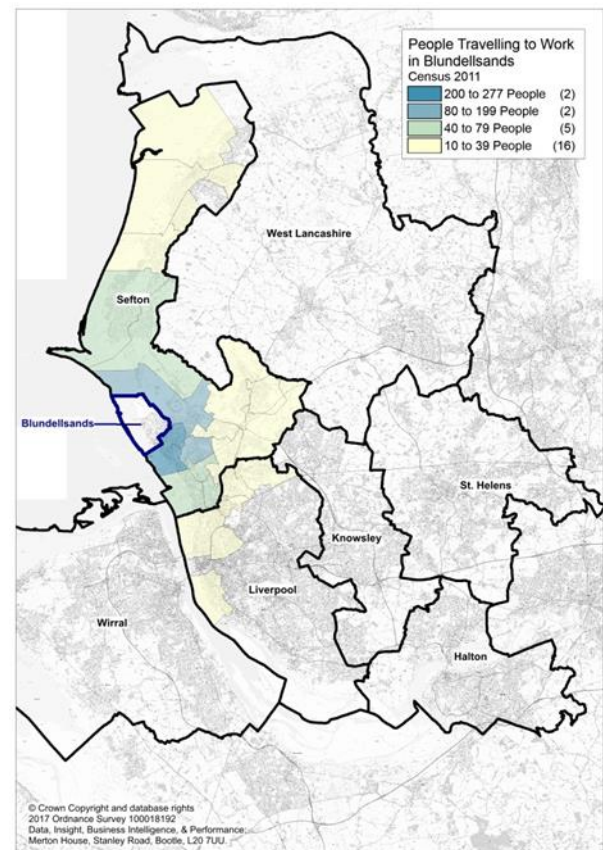 People Travelling to Work
in Blundellsands
Census 2011
200 to 277 People (2)
80 to 199 People (2)
40 to 79 People (5)
10 to 39 People (16)
West Lancashire
Sefton
Blundellsands
St. Helens
Knowsley
Liverpool
Wirral
Halton
© Crown Copyright and database rights
2017 Ordnance Survey 100018192
Data, Insight, Business Intelligence, & Performance,
Merton House, Stanley Road, Bootle, L20 7UU.